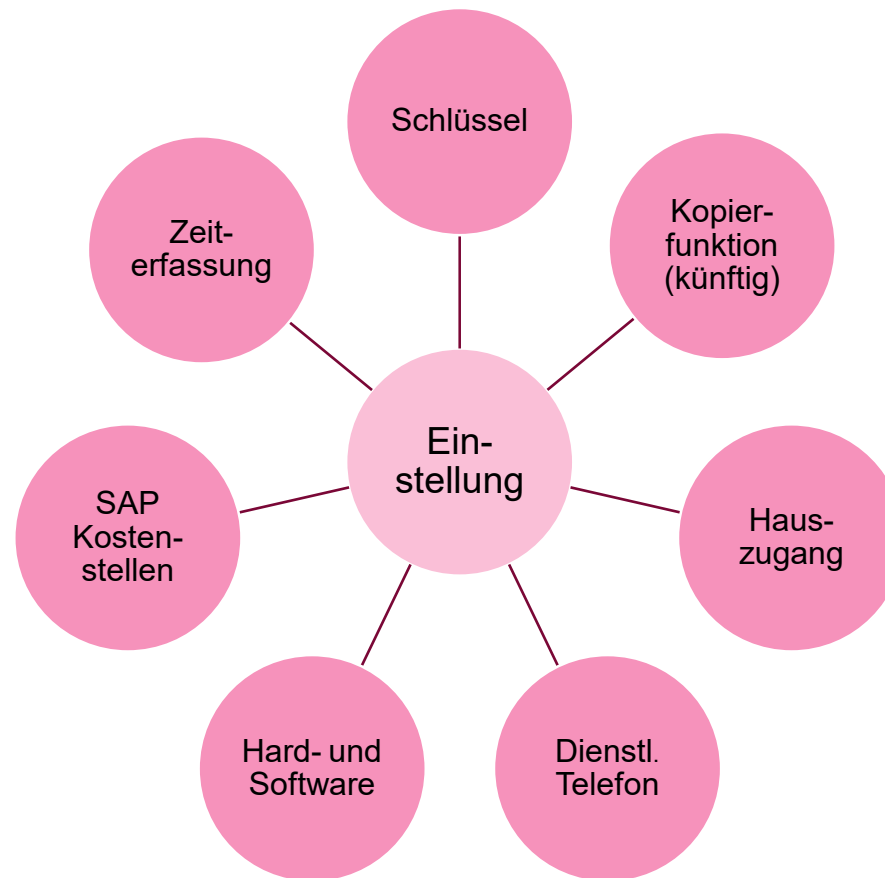 Schlüssel
Kopier-
funktion
(künftig)
Zeit-
erfassung
Ein-
stellung
Haus-
zugang
SAP
Kosten-
stellen
Hard- und
Software
Dienstl.
Telefon